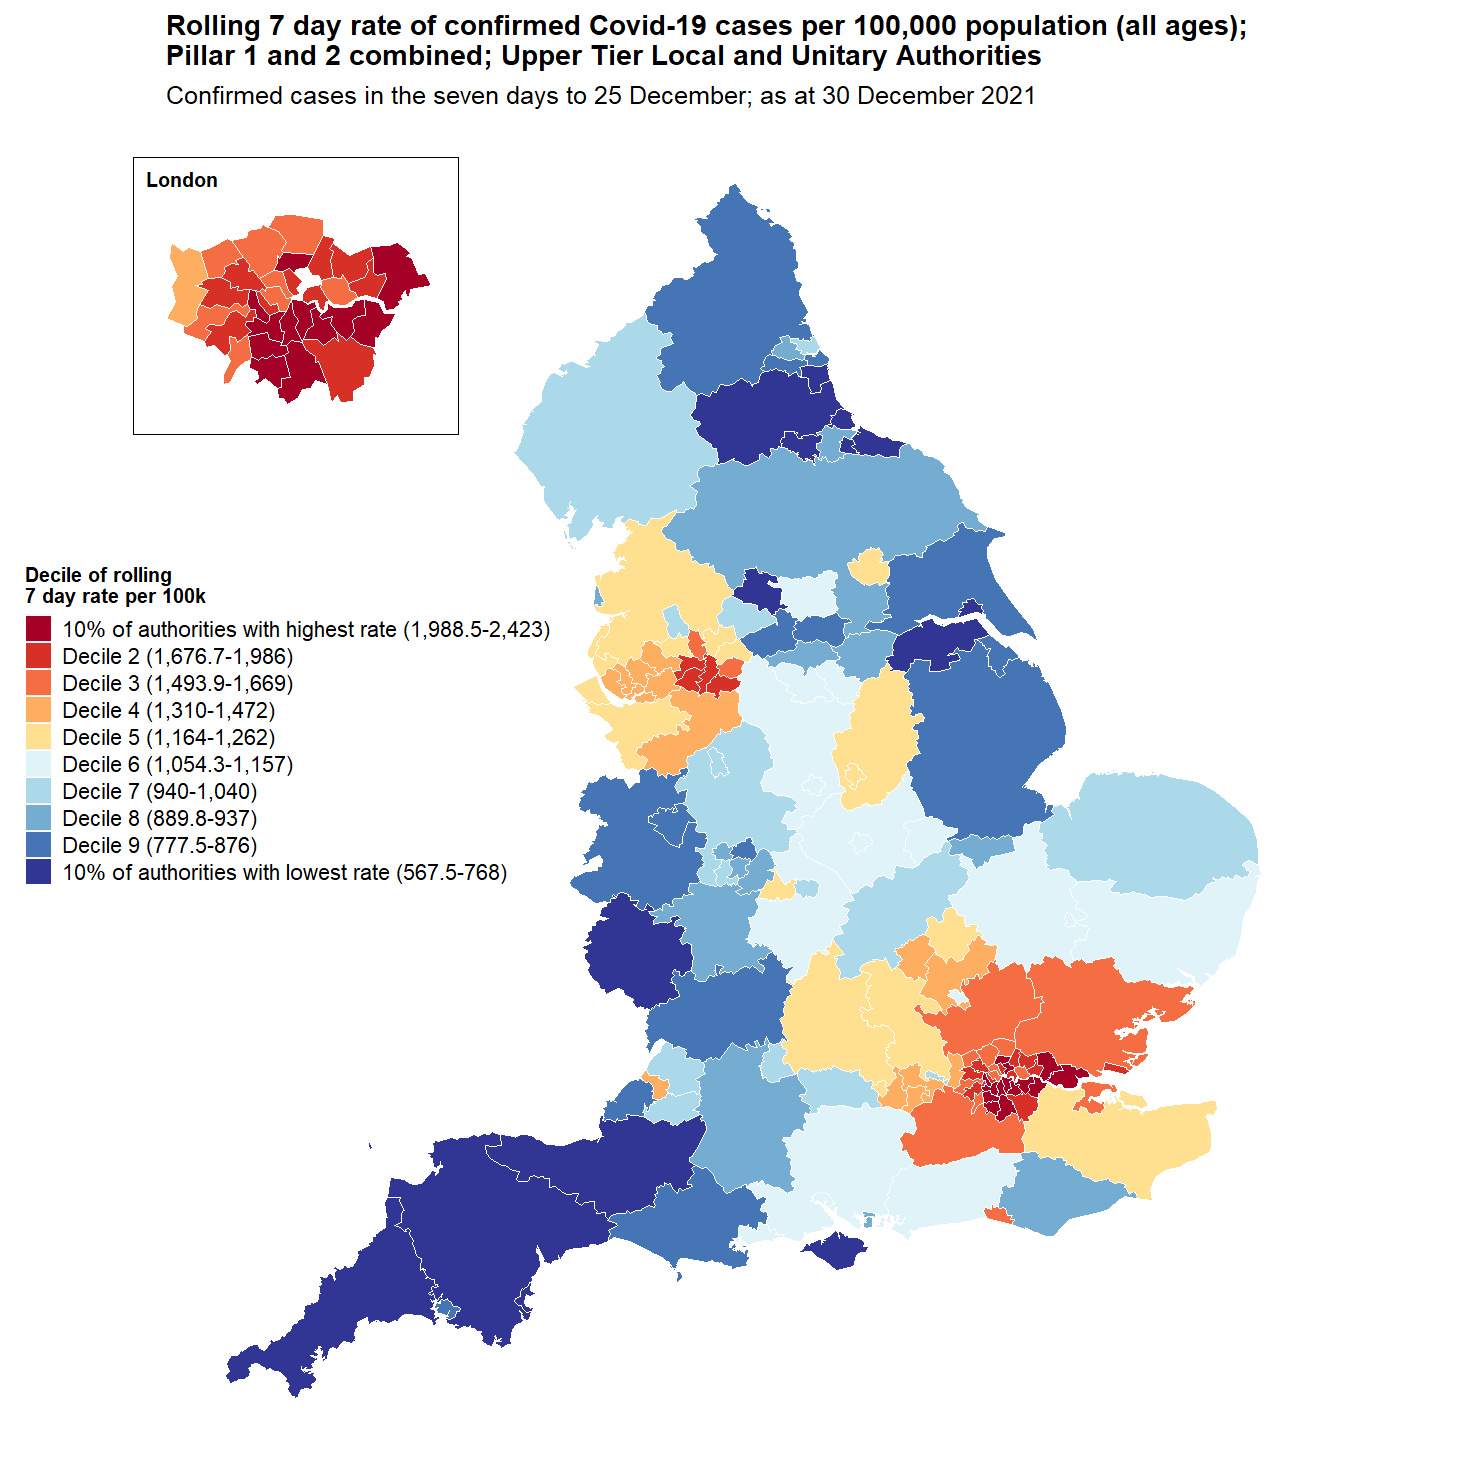 Rolling 7 day rate of confirmed Covid-19 cases per 100,000 population (all ages);
Pillar 1 and 2 combined; Upper Tier Local and Unitary Authorities
Confirmed cases in the seven days to 25 December; as at 30 December 2021
London
Decile of rolling
7 day rate per 100k
10% of authorities with highest rate (1,988.5-2,423)
Decile 2 (1,676.7-1,986)
Decile 3 (1,493.9-1,669)
Decile 4 (1,310-1,472)
Decile 5 (1,164-1,262)
Decile 6 (1,054.3-1,157)
Decile 7 (940-1,040)
Decile 8 (889.8-937)
Decile 9 (777.5-876)
10% of authorities with lowest rate (567.5-768)